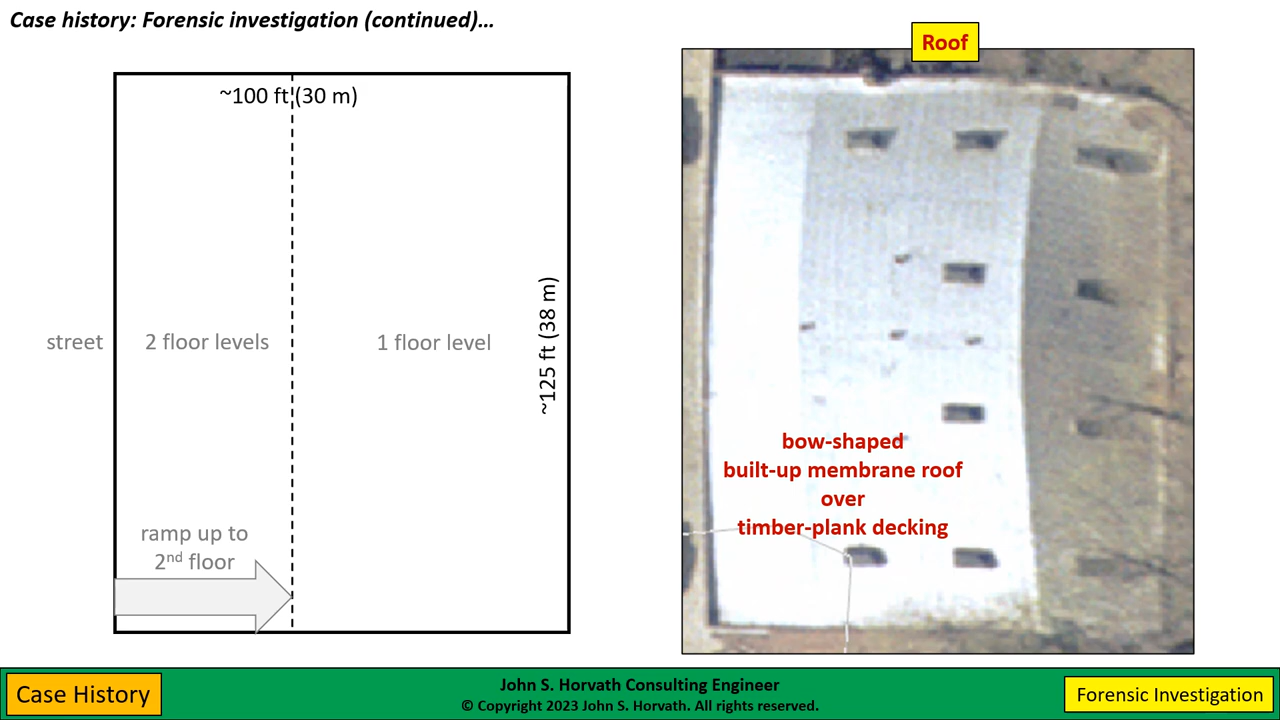 Case history: Forensic investigation (continued)…
Roof
~100 ft (30 m)
street
2 floor levels
1 floor level
~125 ft (38 m)
ramp up to
2nd floor
bow-shaped
built-up membrane roof
over
timber-plank decking
Case History
John S. Horvath Consulting Engineer
© Copyright 2023 John S. Horvath. All rights reserved.
Forensic Investigation